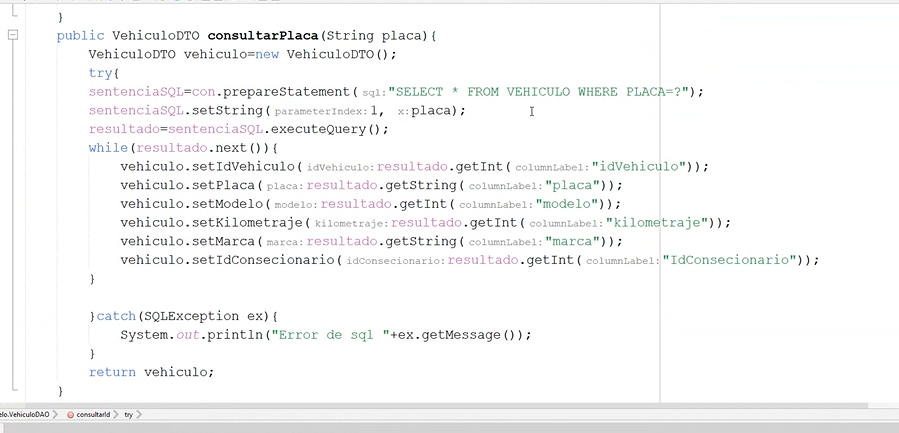 }
public VehiculoDTO consultarPlaca(String placa){
VehiculoDTO vehiculo=new VehiculoDTO();
try{
sentenciaSQL=con.prepareStatement( sql: "SELECT * FROM VEHICULO WHERE PLACA=?");
sentenciaSQL.setString( parameterIndex: 1, x: placa);
resultado=sentenciaSQL.executeQuery();
while(resultado.next()){
vehiculo.setIdVehiculo( idVehiculo: resultado.getInt( columnLabel: "idVehiculo"));
vehiculo.setPlaca( placa: resultado.getString( columnLabel: "placa"));
vehiculo.setModelo( modelo: resultado.getInt( columnLabel: "modelo"));
vehiculo.setKilometraje( kilometraje: resultado.getInt( columnLabel: "kilometraje"));
vehiculo.setMarca( marca: resultado.getString( columnLabel: "marca"));
vehiculo.setIdConsecionario( idConsecionario: resultado.getInt( columnLabel: "IdConsecionario"));
}
}catch(SQLException ex){
System.out.println("Error de sql "+ex.getMessage());
}
return vehiculo;
}
elo.VehiculoDAO consultarId try